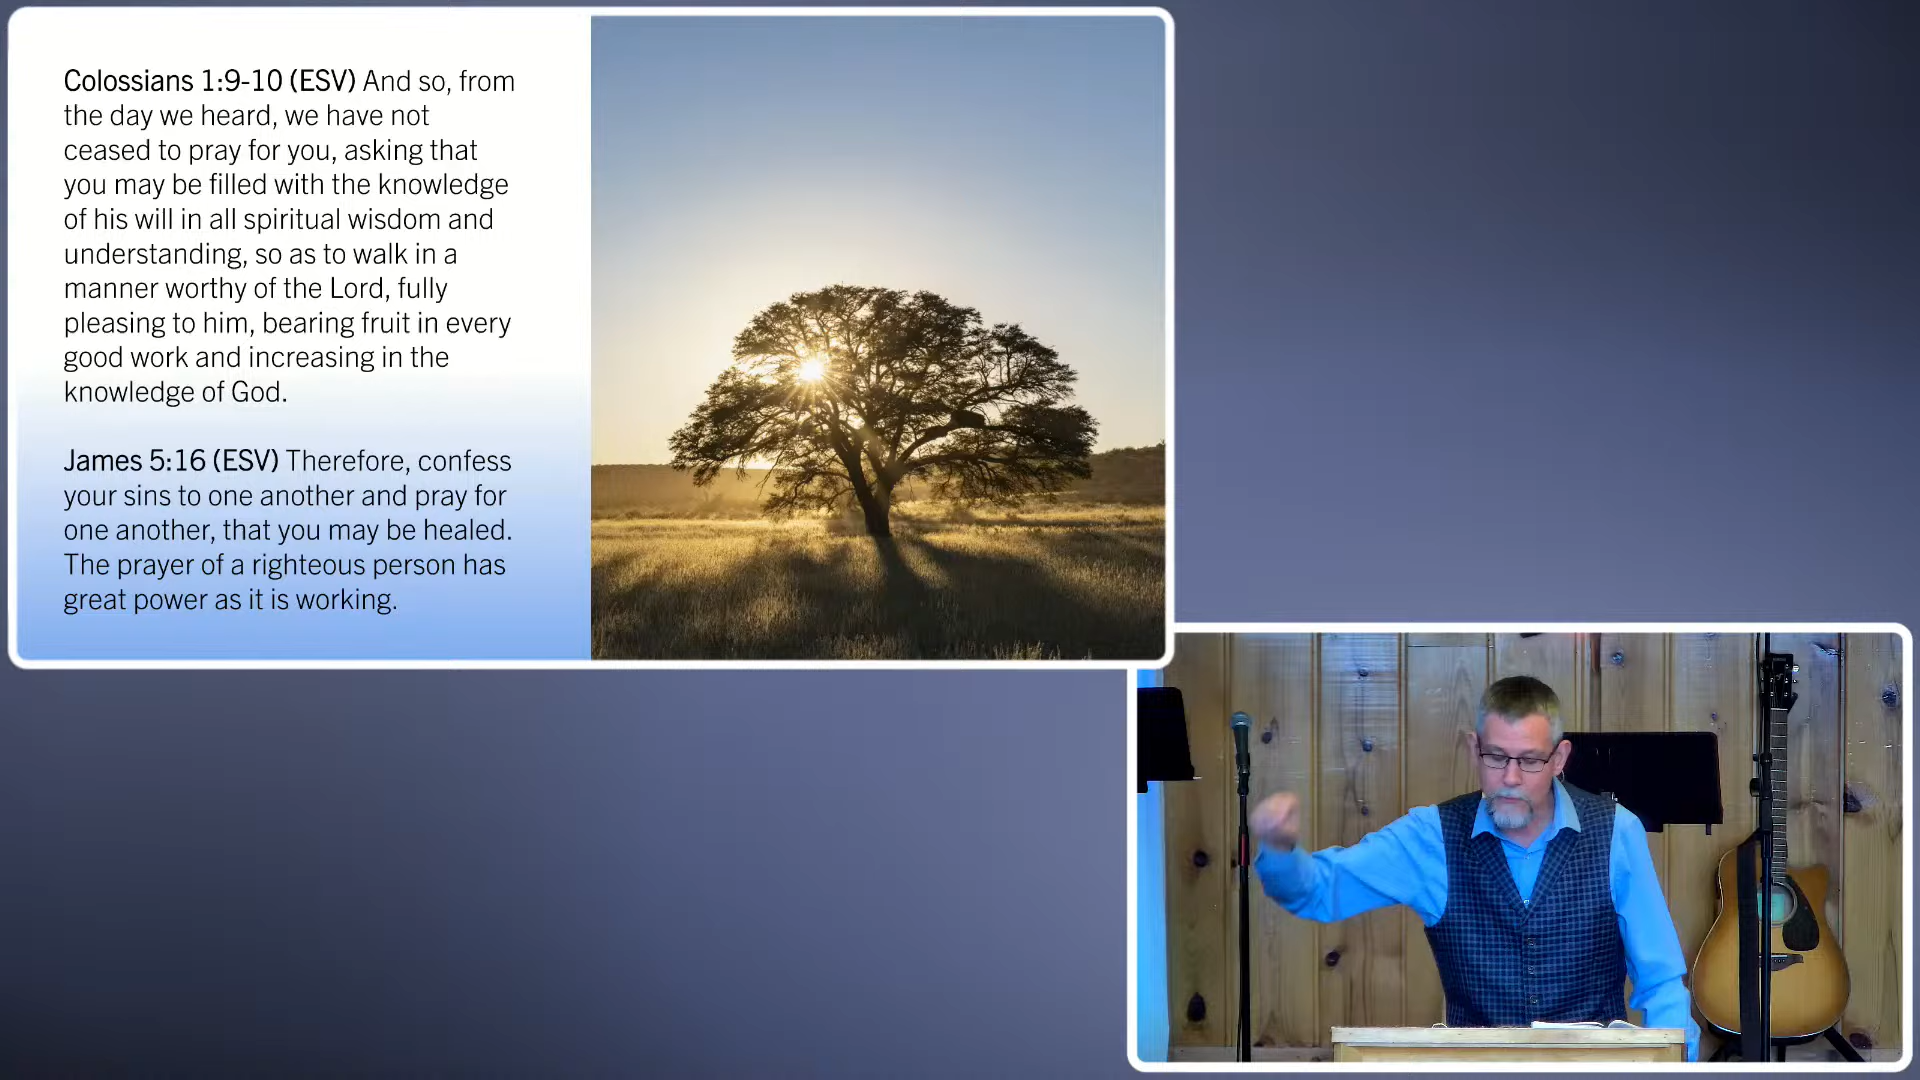 Colossians 1:9-10 (ESV) And so, from
the day we heard, we have not
ceased to pray for you, asking that
you may be filled with the knowledge
of his will in all spiritual wisdom and
understanding, so as to walk in a
manner worthy of the Lord, fully
pleasing to him, bearing fruit in every
good work and increasing in the
knowledge of God.
James 5:16 (ESV) Therefore, confess
your sins to one another and pray for
one another, that you may be healed.
The prayer of a righteous person has
great power as it is working.